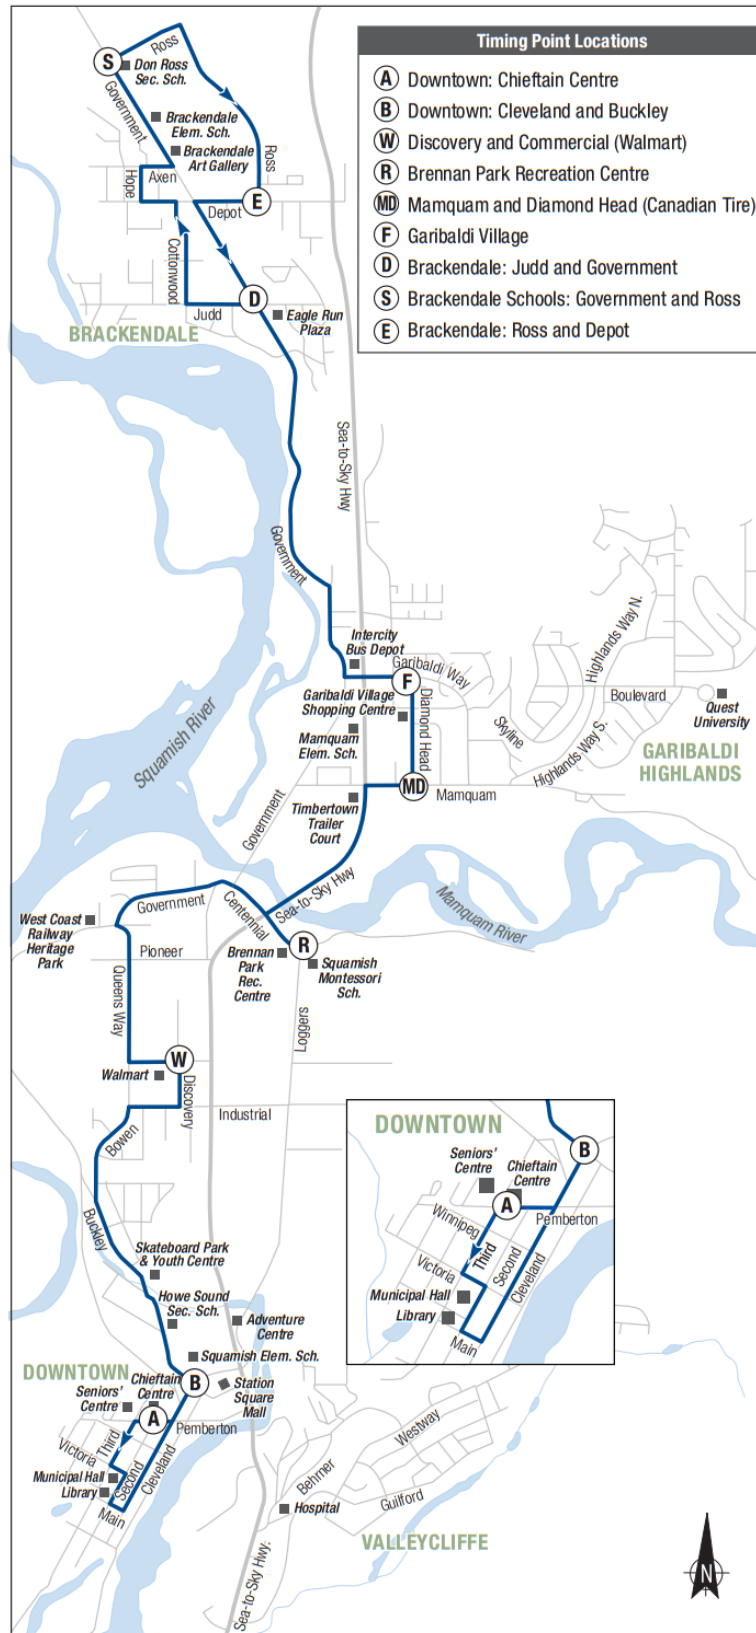 Timing Point Locations
A Downtown: Chieftain Centre
B Downtown: Cleveland and Buckley
W Discovery and Commercial (Walmart)
R Brennan Park Recreation Centre
MD Mamquam and Diamond Head (Canadian Tire)
F Garibaldi Village
D Brackendale: Judd and Government
S Brackendale Schools: Government and Ross
E Brackendale: Ross and Depot
Ross
S
Don Ross
Sec. Sch.
Government
Brackendale
Elem. Sch.
Brackendale
Art Gallery
Ross
Axen
Hope
Depot
E
Cottonwood
D
Judd
Eagle Run
Plaza
BRACKENDALE
Sea-to-Sky Hwy
Government
Intercity
Bus Depot
Garibaldi Way
F
Highlands Way N.
Boulevard
Quest
University
Garibaldi Village
Shopping Centre
Diamond Head
Skyline
Mamquam
Elem. Sch.
Highlands Way S.
GARIBALDI
HIGHLANDS
Squamish River
MD
Mamquam
Timbertown
Trailer
Court
Government
Sea-to-Sky Hwy
Mamquam River
Government
Centennial
West Coast
Railway
Heritage
Park
Pioneer
R
Brennan
Park
Rec.
Centre
Squamish
Montessori
Sch.
Queens Way
Loggers
W
Walmart
Discovery
Industrial
Bowen
Buckley
Skateboard Park
& Youth Centre
Howe Sound
Sec. Sch.
Adventure
Centre
Squamish Elem. Sch.
DOWNTOWN
B
Station
Square
Mall
Chieftain
Centre
Seniors'
Centre
A
Pemberton
Third
Victoria
Second
Cleveland
Municipal Hall
Library
Main
Behrner
Westway
Guilford
Hospital
VALLEYCLIFFE
Sea-to-Sky Hwy.
DOWNTOWN
B
Seniors'
Centre
Chieftain
Centre
A
Pemberton
Winnipeg
Third
Victoria
Second
Cleveland
Municipal Hall
Library
Main
N